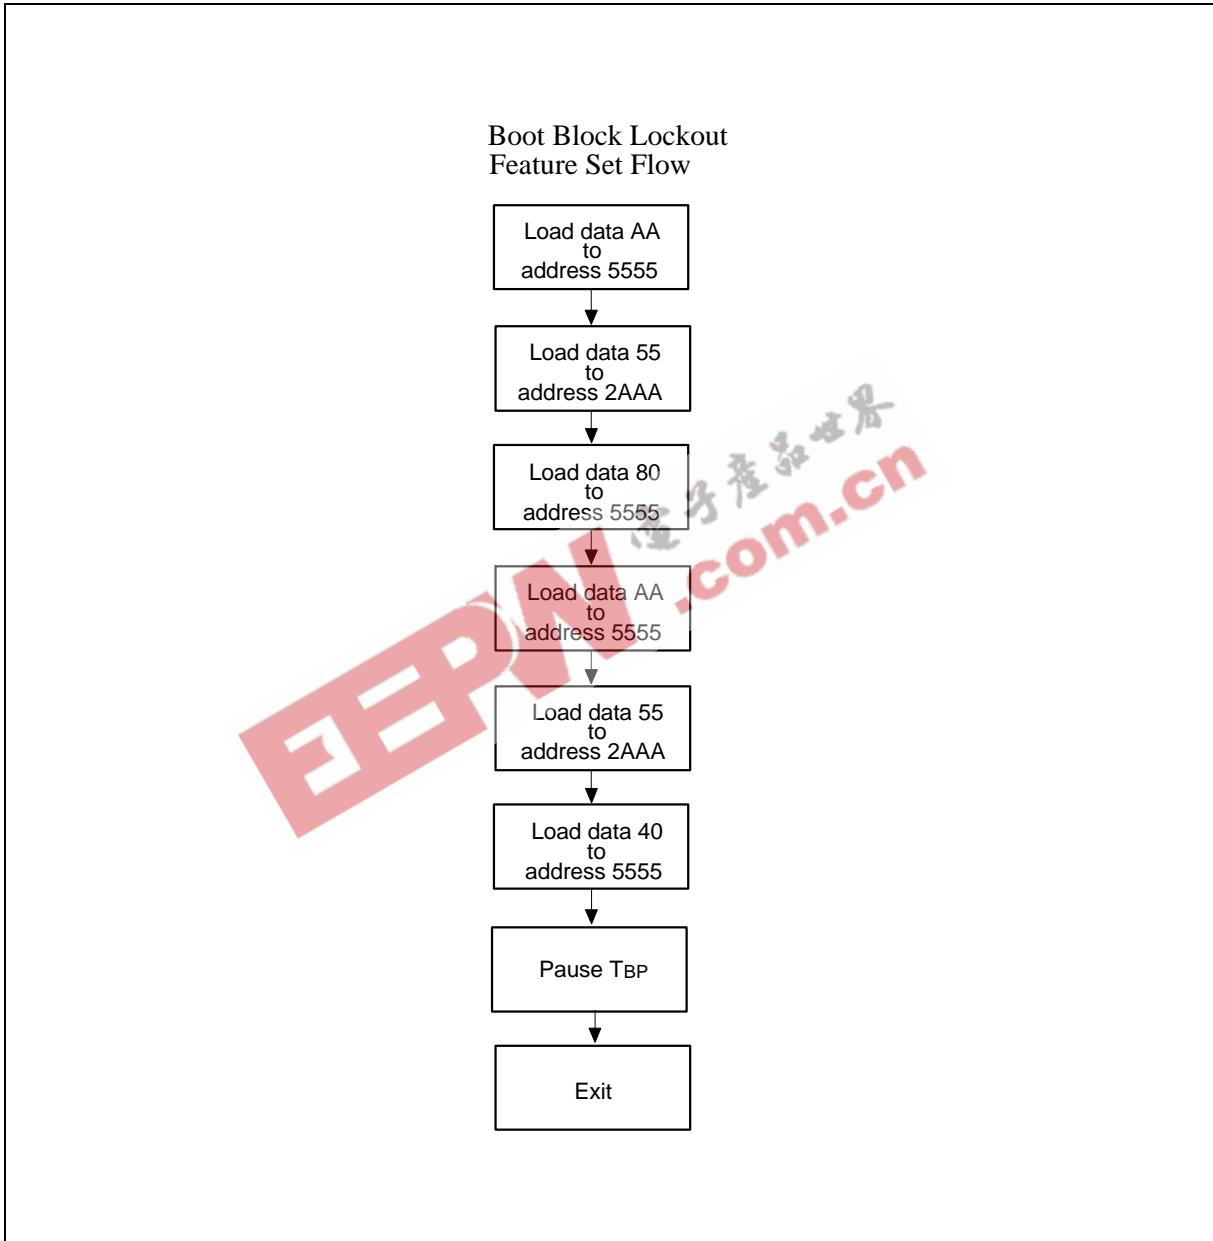 Boot Block Lockout
Feature Set Flow
Load data AA
to
address 5555
Load data 55
to
address 2AAA
Load data 80
to
address 5555
Load data AA
to
address 5555
Load data 55
to
address 2AAA
Load data 40
to
address 5555
Pause TBP
Exit
EEPW
電子產品世界
.com.cn